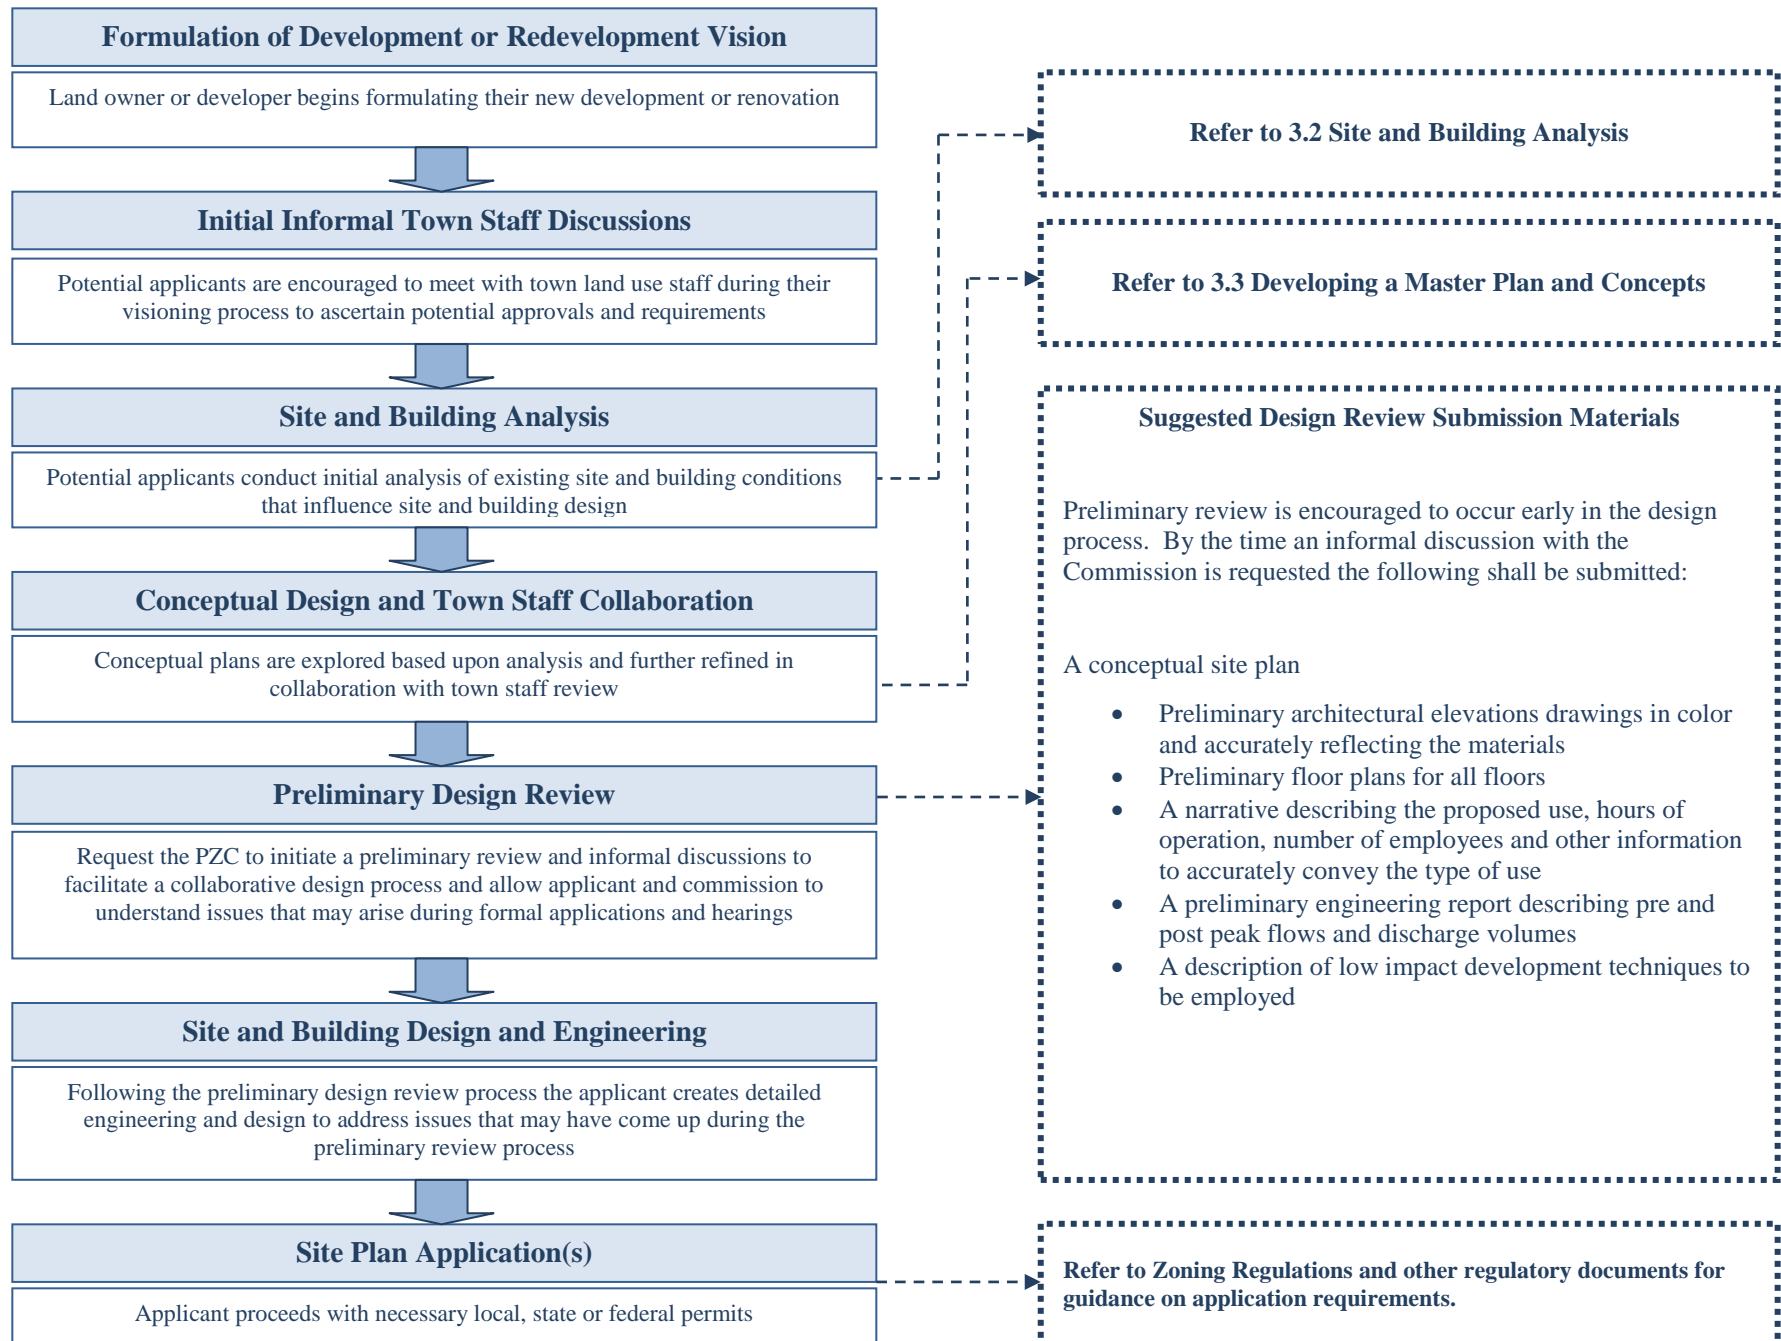 Formulation of Development or Redevelopment Vision
Land owner or developer begins formulating their new development or renovation
Initial Informal Town Staff Discussions
Potential applicants are encouraged to meet with town land use staff during their
visioning process to ascertain potential approvals and requirements
Site and Building Analysis
Potential applicants conduct initial analysis of existing site and building conditions
that influence site and building design
Conceptual Design and Town Staff Collaboration
Conceptual plans are explored based upon analysis and further refined in
collaboration with town staff review
Preliminary Design Review
Request the PZC to initiate a preliminary review and informal discussions to
facilitate a collaborative design process and allow applicant and commission to
understand issues that may arise during formal applications and hearings
Site and Building Design and Engineering
Following the preliminary design review process the applicant creates detailed
engineering and design to address issues that may have come up during the
preliminary review process
Site Plan Application(s)
Applicant proceeds with necessary local, state or federal permits
Refer to 3.2 Site and Building Analysis
Refer to 3.3 Developing a Master Plan and Concepts
Suggested Design Review Submission Materials
Preliminary review is encouraged to occur early in the design
process.  By the time an informal discussion with the
Commission is requested the following shall be submitted:
A conceptual site plan
• Preliminary architectural elevations drawings in color
and accurately reflecting the materials
• Preliminary floor plans for all floors
• A narrative describing the proposed use, hours of
operation, number of employees and other information
to accurately convey the type of use
• A preliminary engineering report describing pre and
post peak flows and discharge volumes
• A description of low impact development techniques to
be employed
Refer to Zoning Regulations and other regulatory documents for
guidance on application requirements.